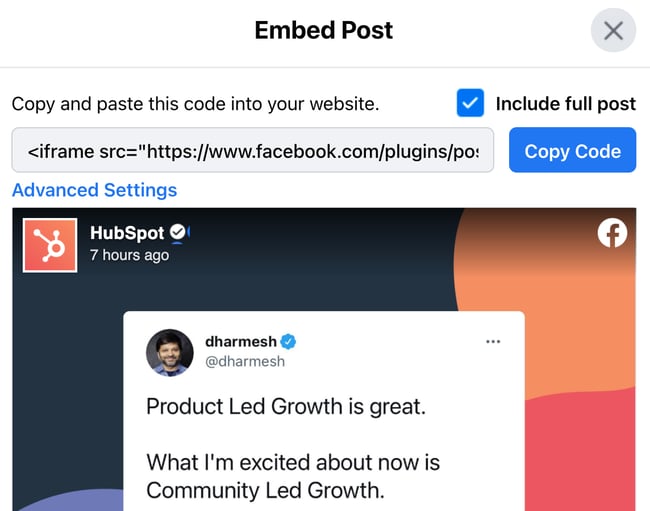 Embed Post
Copy and paste this code into your website.
Include full post
<iframe src="https://www.facebook.com/plugins/pos
Copy Code
Advanced Settings
HubSpot
7 hours ago
dharmesh
@dharmesh
Product Led Growth is great.
What I'm excited about now is
Community Led Growth.